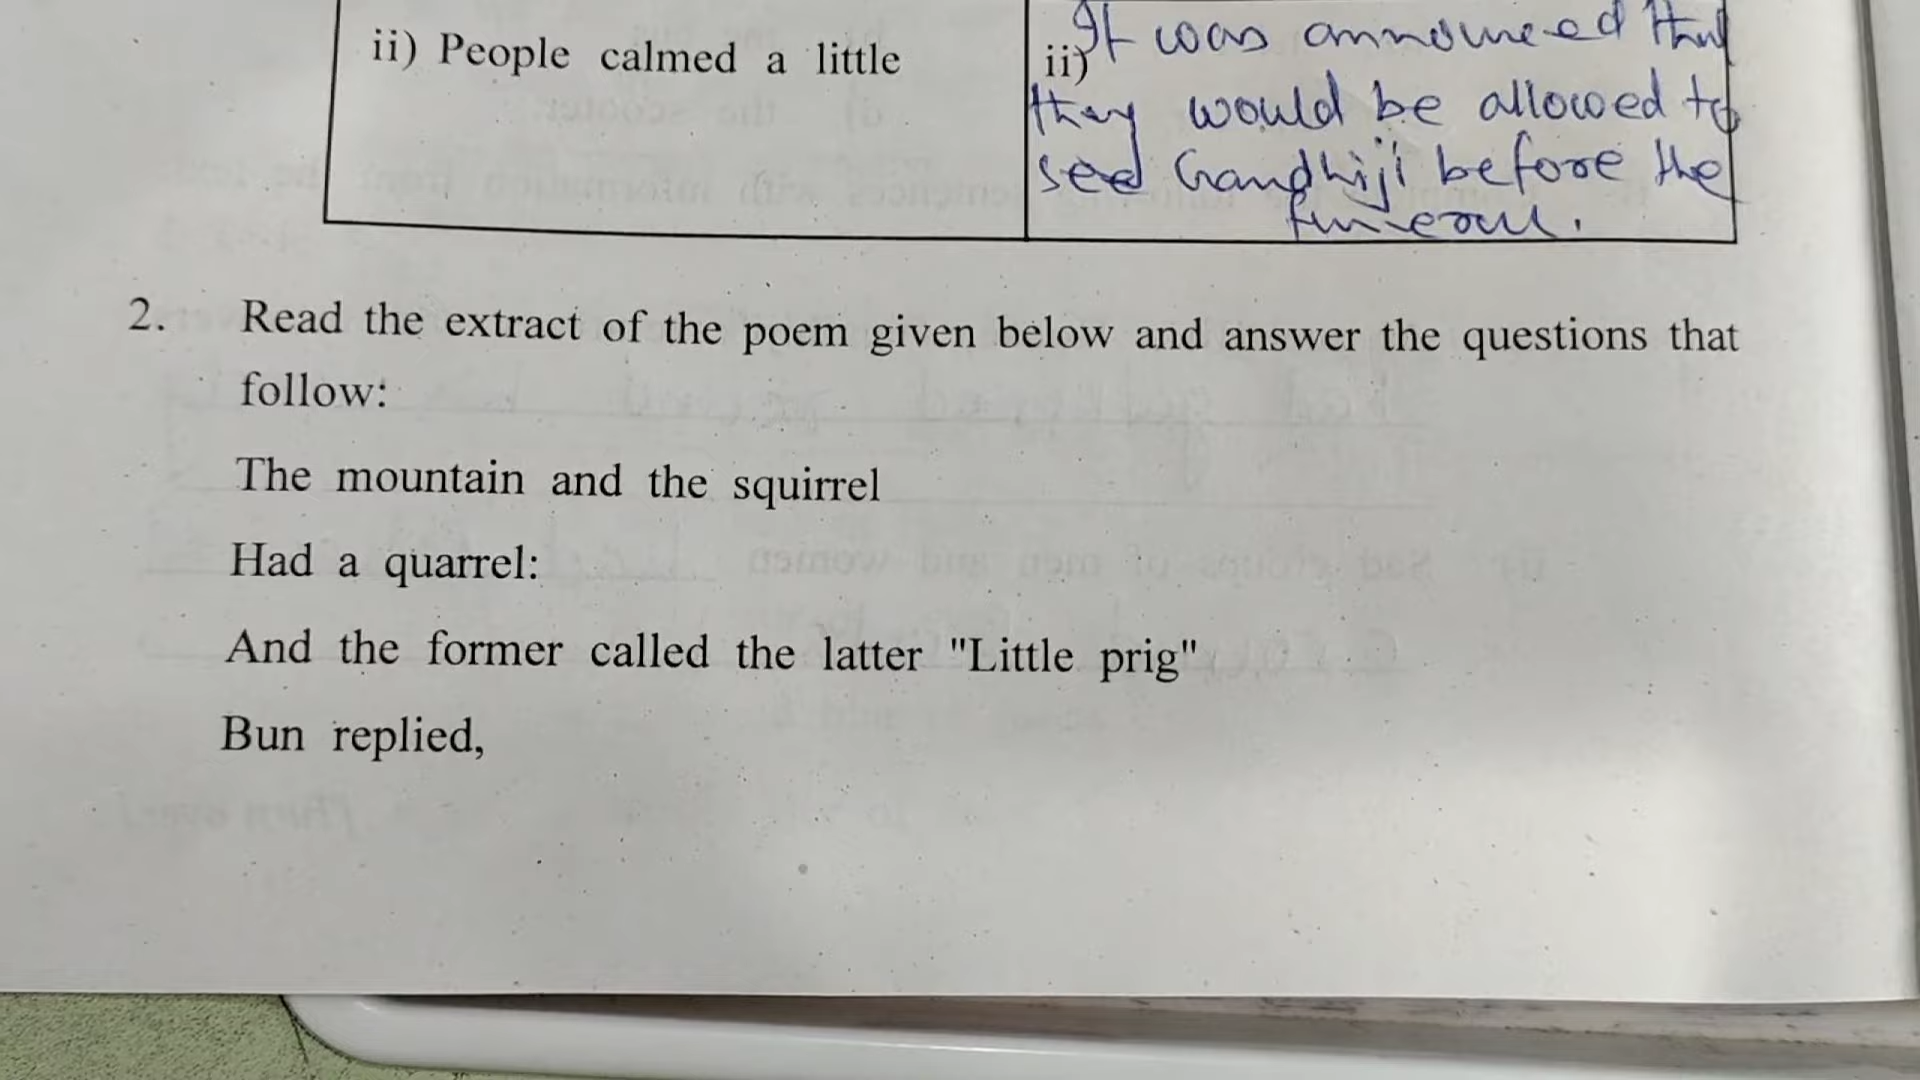 ii) People calmed a little
ii) It was announced that
they would be allowed to
see Gandhiji before the
funeral.
2. Read the extract of the poem given below and answer the questions that
follow:
The mountain and the squirrel
Had a quarrel:
And the former called the latter "Little prig"
Bun replied,